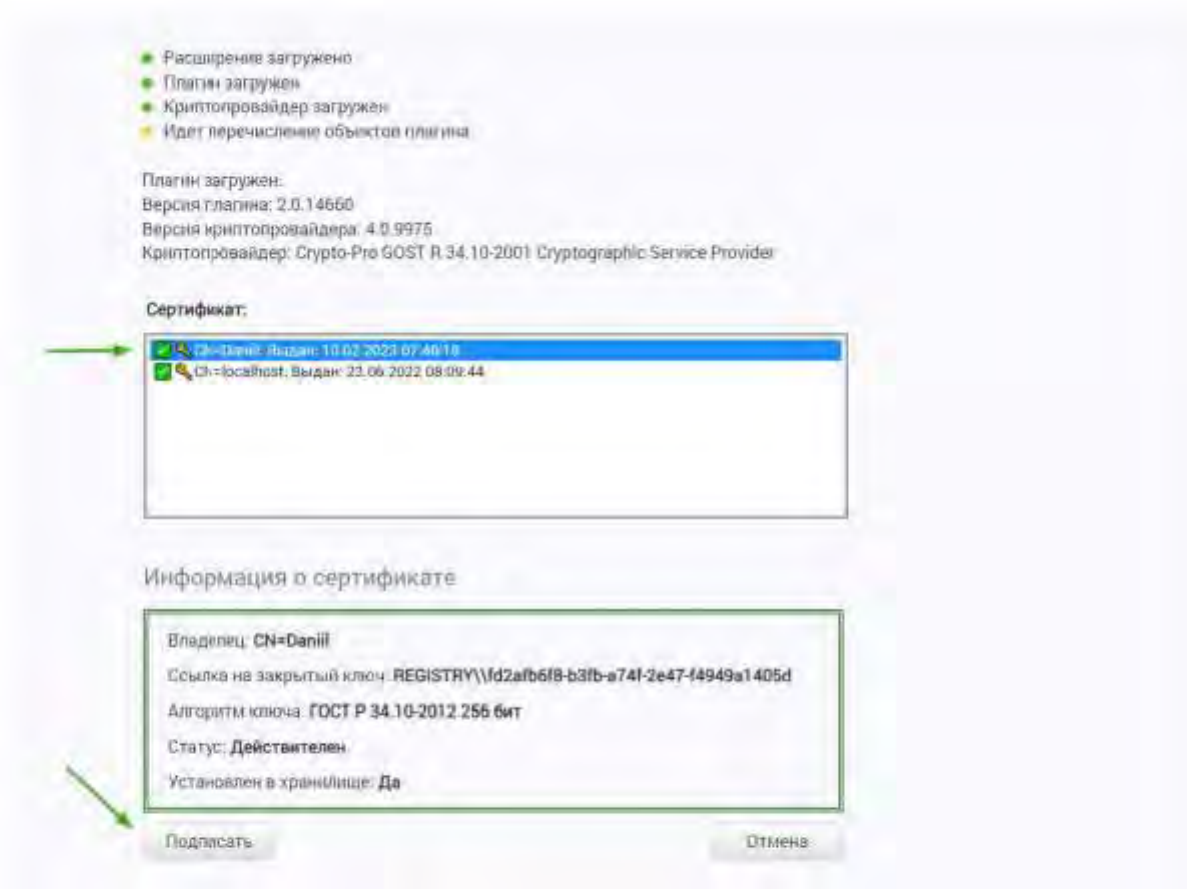 Расширение загружено
Плагин загружен
Криптопровайдер загружен
Идет перечисление объектов плагина
Плагин загружен:
Версия плагина: 2.0.14660
Версия криптопровайдера: 4.0.9975
Криптопровайдер: Crypto-Pro GOST R 34.10-2001 Cryptographic Service Provider
Сертификат:
CN=Daniil; Выдан: 10.02.2023 07:40:18
CN=localhost; Выдан: 23.06.2022 08:09:44
Информация о сертификате
Владелец: CN=Daniil
Ссылка на закрытый ключ: REGISTRY\\fd2afb6f8-b3fb-a74f-2e47-f4949a1405d
Алгоритм ключа: ГОСТ Р 34.10-2012 256 бит
Статус: Действителен
Установлен в хранилище: Да
Подписать
Отмена